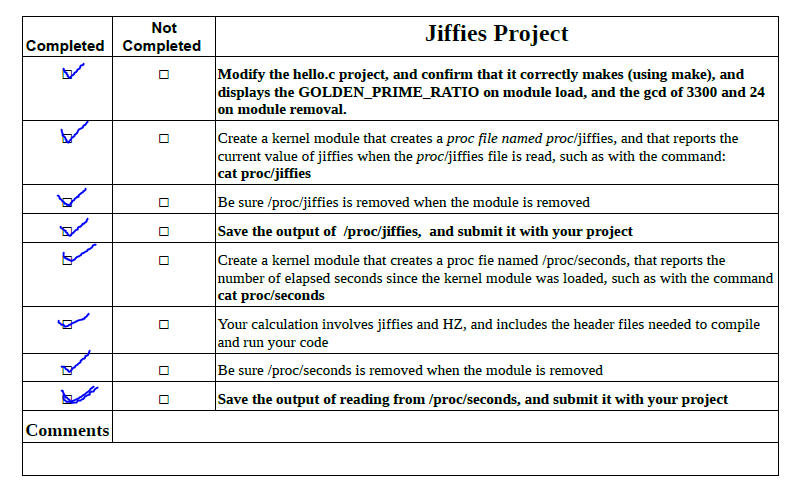 Completed
Not
Completed
Jiffies Project
Modify the hello.c project, and confirm that it correctly makes (using make), and
displays the GOLDEN_PRIME_RATIO on module load, and the gcd of 3300 and 24
on module removal.
Create a kernel module that creates a proc file named proc/jiffies, and that reports the
current value of jiffies when the proc/jiffies file is read, such as with the command:
cat proc/jiffies
Be sure /proc/jiffies is removed when the module is removed
Save the output of  /proc/jiffies,  and submit it with your project
Create a kernel module that creates a proc fie named /proc/seconds, that reports the
number of elapsed seconds since the kernel module was loaded, such as with the command
cat proc/seconds
Your calculation involves jiffies and HZ, and includes the header files needed to compile
and run your code
Be sure /proc/seconds is removed when the module is removed
Save the output of reading from /proc/seconds, and submit it with your project
Comments